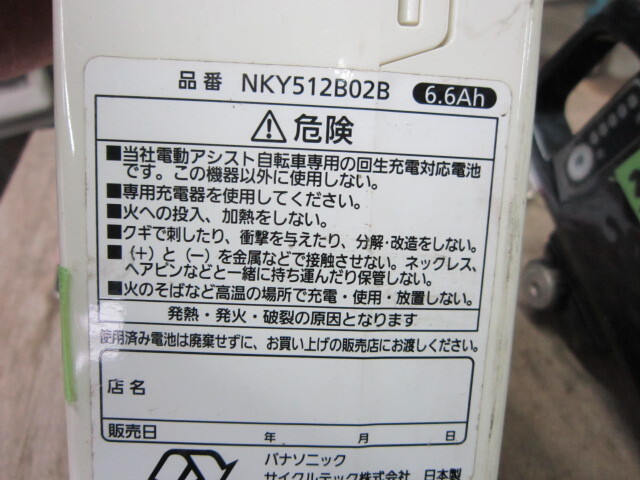 品番 NKY512B02B 6.6Ah
危険
■当社電動アシスト自転車専用の回生充電対応電池
です。この機器以外に使用しない。
■専用充電器を使用してください。
■火への投入、加熱をしない。
■クギで刺したり、衝撃を与えたり、分解・改造をしない。
■(+)と(−)を金属などで接触させない。ネックレス、
ヘアピンなどと一緒に持ち運んだり保管しない。
■火のそばなど高温の場所で充電・使用・放置しない。
発熱・発火・破裂の原因となります
使用済み電池は廃棄せずに、お買い上げの販売店にお渡しください。
店名
販売日 年 月 日
パナソニック
サイクルテック株式会社 日本製